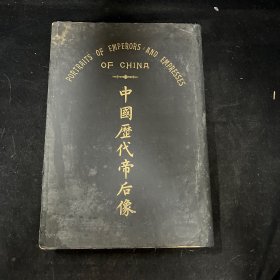 PORTRAITS OF EMPERORS AND EMPRESSES
OF CHINA
中國歷代帝后像